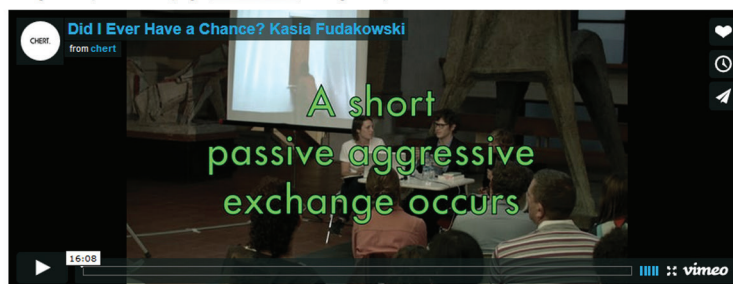 CHERT.
Did I Ever Have a Chance? Kasia Fudakowski
from chert
A short
passive aggressive
exchange occurs
16:08
vimeo